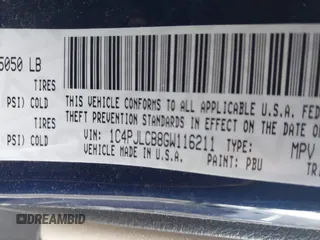 5050 LB
TIRES
PSI) COLD
TIRES
PSI) COLD
THIS VEHICLE CONFORMS TO ALL APPLICABLE U.S.A. FED
THEFT PREVENTION STANDARDS
IN EFFECT ON THE DATE O
VIN: 1C4PJLCB8GW116211 TYPE: MPV
VEHICLE MADE IN U.S.A. PAINT: PBU TR
DREAMBID